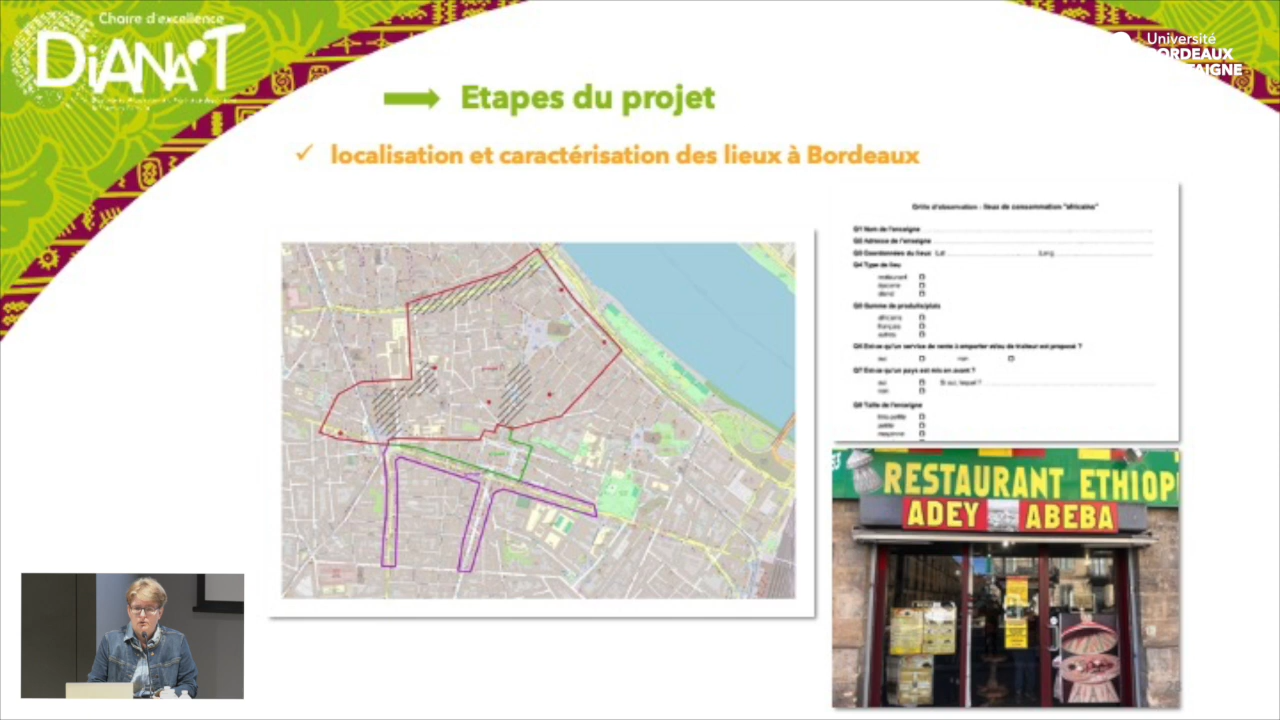 Chaire d'excellence
DiANA'T
Université
BORDEAUX
MONTAIGNE
Etapes du projet
✓ localisation et caractérisation des lieux à Bordeaux
Grille d'observation - lieux de consommation "africains"
Q1 Nom de l'enseigne
Q2 Adresse de l'enseigne
Q3 Coordonnées du lieux Lat Long
Q4 Type de lieu
restaurant
épicerie
Q5 Gamme de produits/plats
africains
français
autres
Q6 Est-ce qu'un service de vente à emporter et/ou de traiteur est proposé ?
oui non
Q7 Est-ce qu'un pays est mis en avant ?
oui Si oui, lequel ?
non
Q8 Taille de l'enseigne
très petite
petite
moyenne
RESTAURANT ETHIOP
ADEY ABEBA